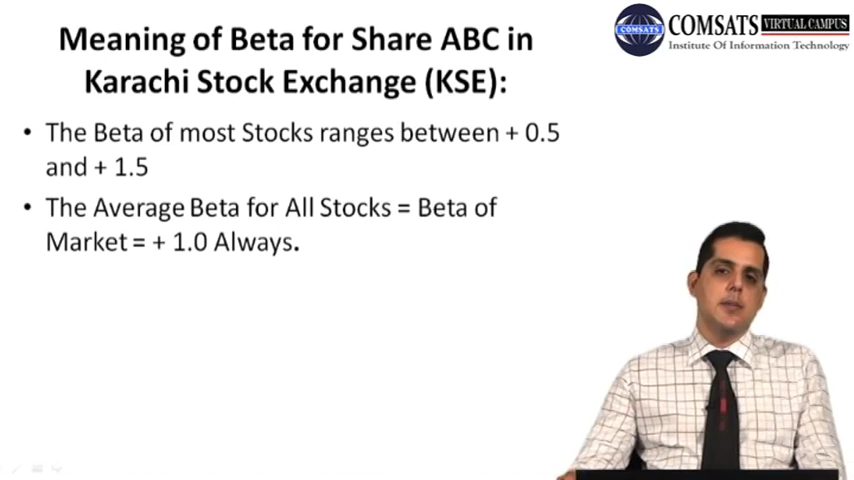 Meaning of Beta for Share ABC in
Karachi Stock Exchange (KSE):
• The Beta of most Stocks ranges between + 0.5
and + 1.5
• The Average Beta for All Stocks = Beta of
Market = + 1.0 Always.
COMSATS
COMSATS VIRTUAL CAMPUS
Institute Of Information Technology